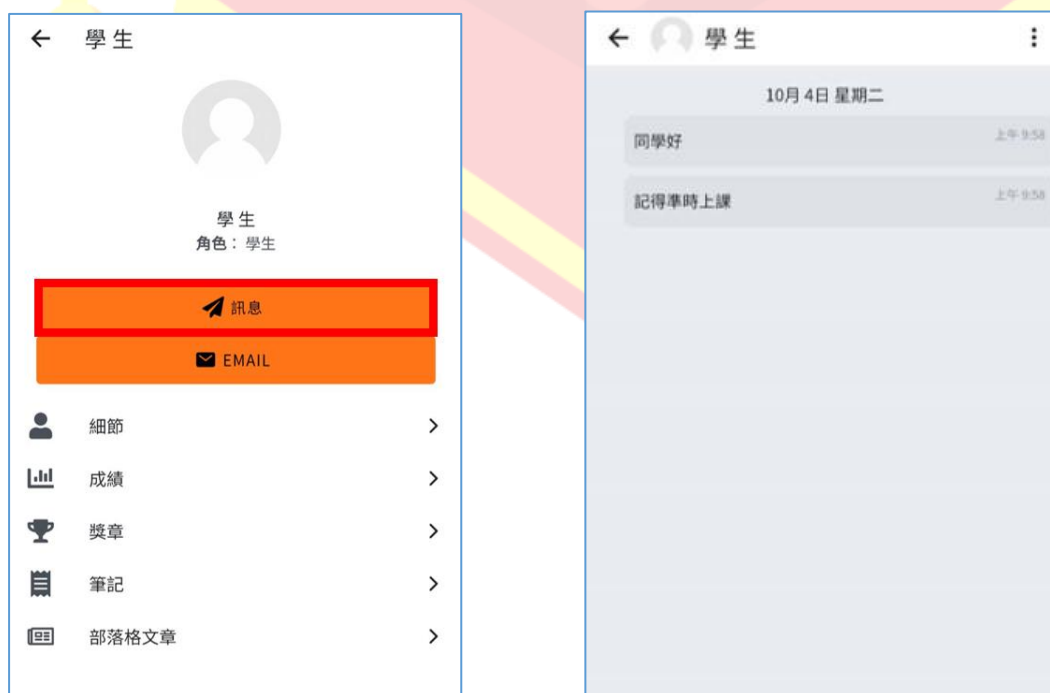 學生
學生
角色： 學生
訊息
EMAIL
細節
成績
獎章
筆記
部落格文章
學生
10月 4日 星期二
同學好
上午 9:58
記得準時上課
上午 9:58